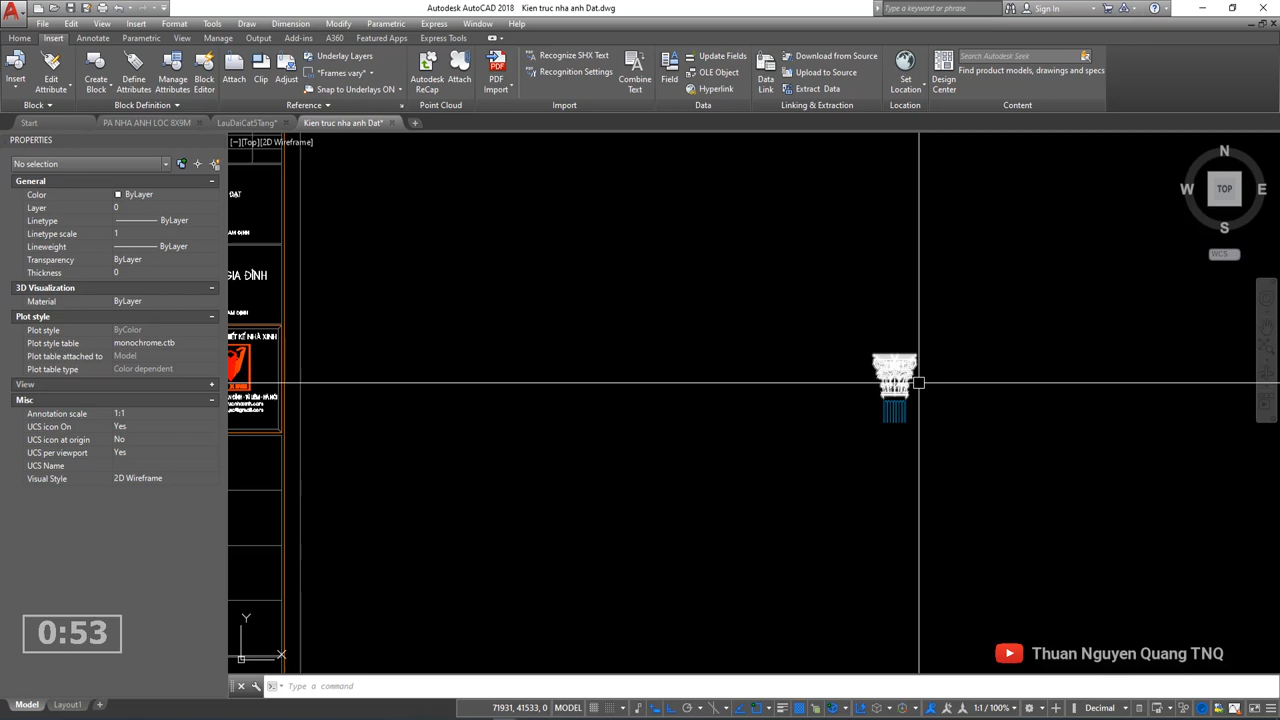 Autodesk AutoCAD 2018 Kien truc nha anh Dat.dwg
Type a keyword or phrase
Sign In
File Edit View Insert Format Tools Draw Dimension Modify Parametric Express Window Help
Home Insert Annotate Parametric View Manage Output Add-ins A360 Featured Apps Express Tools
Insert
Edit Attribute
Create Block
Define Attributes
Manage Attributes
Block Editor
Attach
Clip
Adjust
Underlay Layers
*Frames vary*
Snap to Underlays ON
Autodesk ReCap
Attach
PDF Import
Recognize SHX Text
Recognition Settings
Combine Text
Field
Update Fields
OLE Object
Hyperlink
Data Link
Download from Source
Upload to Source
Extract Data
Set Location
Design Center
Search Autodesk Seek
Find product models, drawings and specs
Block Block Definition Reference Point Cloud Import Data Linking & Extraction Location Content
Start PA NHA ANH LOC 8X9M LauDaiCat5Tang* Kien truc nha anh Dat*
PROPERTIES
[−][Top][2D Wireframe]
No selection
General
Color ByLayer
Layer 0
Linetype ByLayer
Linetype scale 1
Lineweight ByLayer
Transparency ByLayer
Thickness 0
3D Visualization
Material ByLayer
Plot style
Plot style ByColor
Plot style table monochrome.ctb
Plot table attached to Model
Plot table type Color dependent
View
Misc
Annotation scale 1:1
UCS icon On Yes
UCS icon at origin No
UCS per viewport Yes
UCS Name
Visual Style 2D Wireframe
GIA ĐÌNH
N
W TOP E
S
WCS
Y
X
0:53
Thuan Nguyen Quang TNQ
Type a command
Model Layout1
71931, 41533, 0 MODEL
1:1 / 100%
Decimal